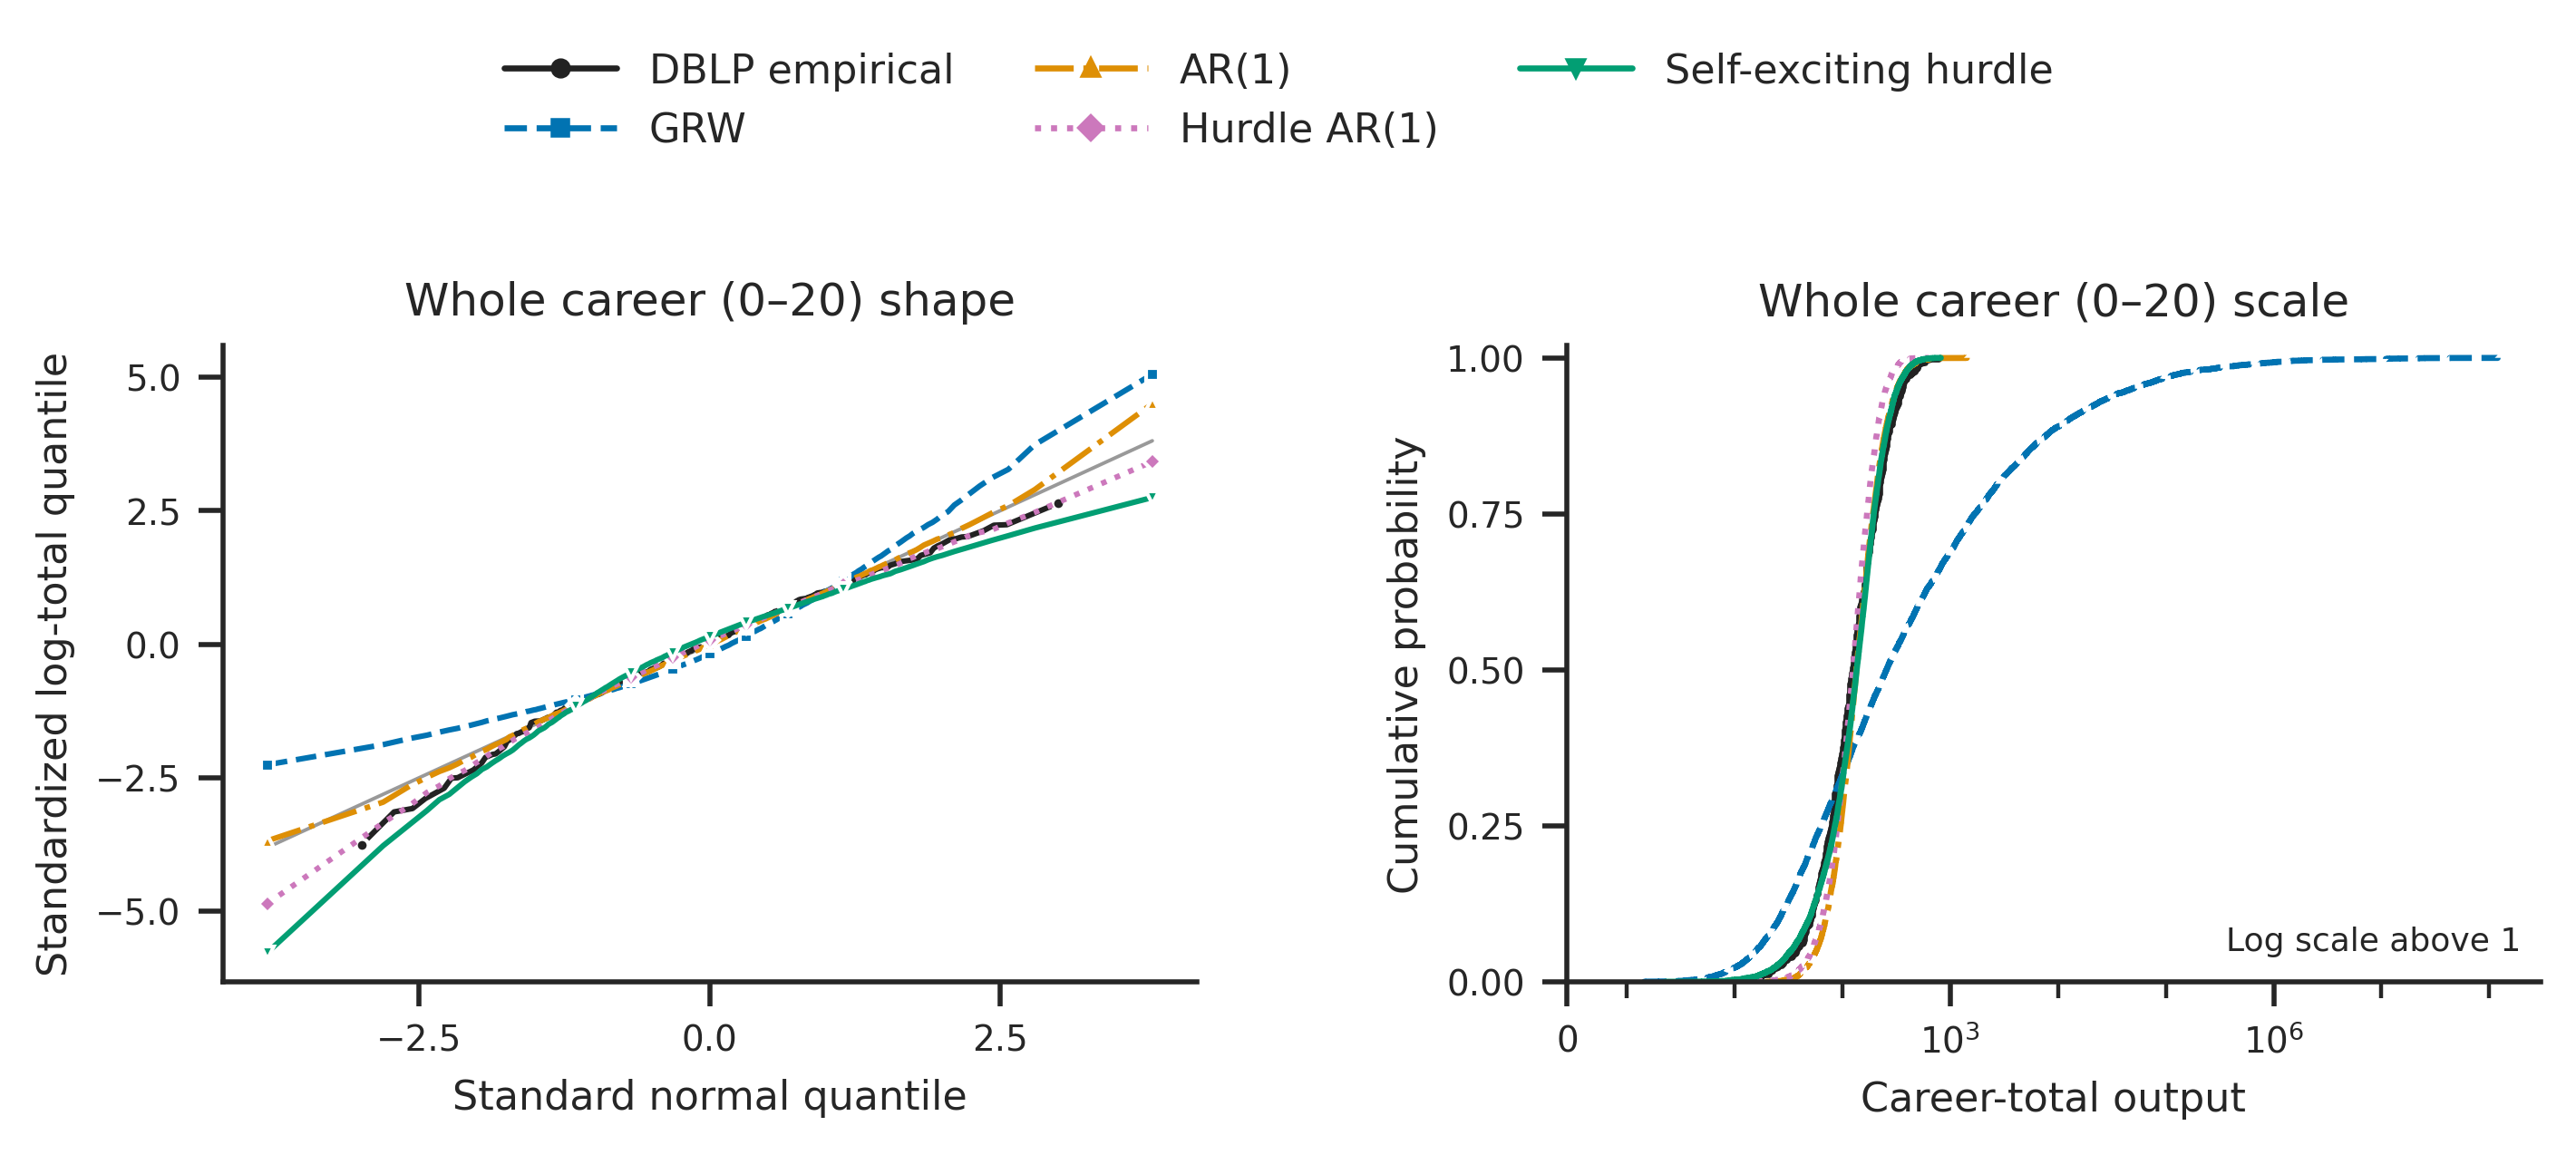 DBLP empirical
GRW
AR(1)
Hurdle AR(1)
Self-exciting hurdle
Whole career (0–20) shape
Standardized log-total quantile
5.0
2.5
0.0
−2.5
−5.0
−2.5
0.0
2.5
Standard normal quantile
Whole career (0–20) scale
Cumulative probability
1.00
0.75
0.50
0.25
0.00
Log scale above 1
0
10³
10⁶
Career-total output